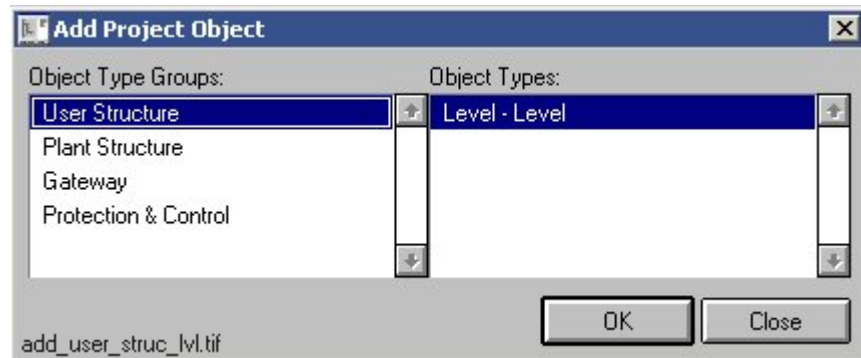 Add Project Object
Object Type Groups:
User Structure
Plant Structure
Gateway
Protection & Control
Object Types:
Level - Level
OK
Close
add_user_struc_lvl.tif